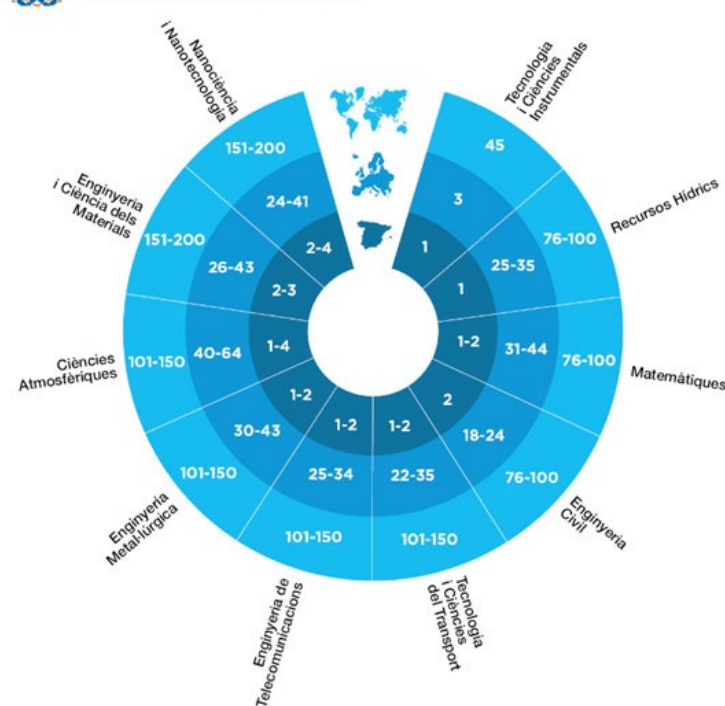 Tecnologia
i Ciències
Instrumentals
45
3
1
Recursos Hídrics
76-100
25-35
1
Matemàtiques
76-100
31-44
1-2
Enginyeria
Civil
76-100
18-24
2
Tecnologia
i Ciències
del Transport
101-150
22-35
1-2
Enginyeria de
Telecomunicacions
101-150
25-34
1-2
Enginyeria
Metal·lúrgica
101-150
30-43
1-2
Ciències
Atmosfèriques
101-150
40-64
1-4
Enginyeria
i Ciència dels
Materials
151-200
26-43
2-3
Nanociència
i Nanotecnologia
151-200
24-41
2-4